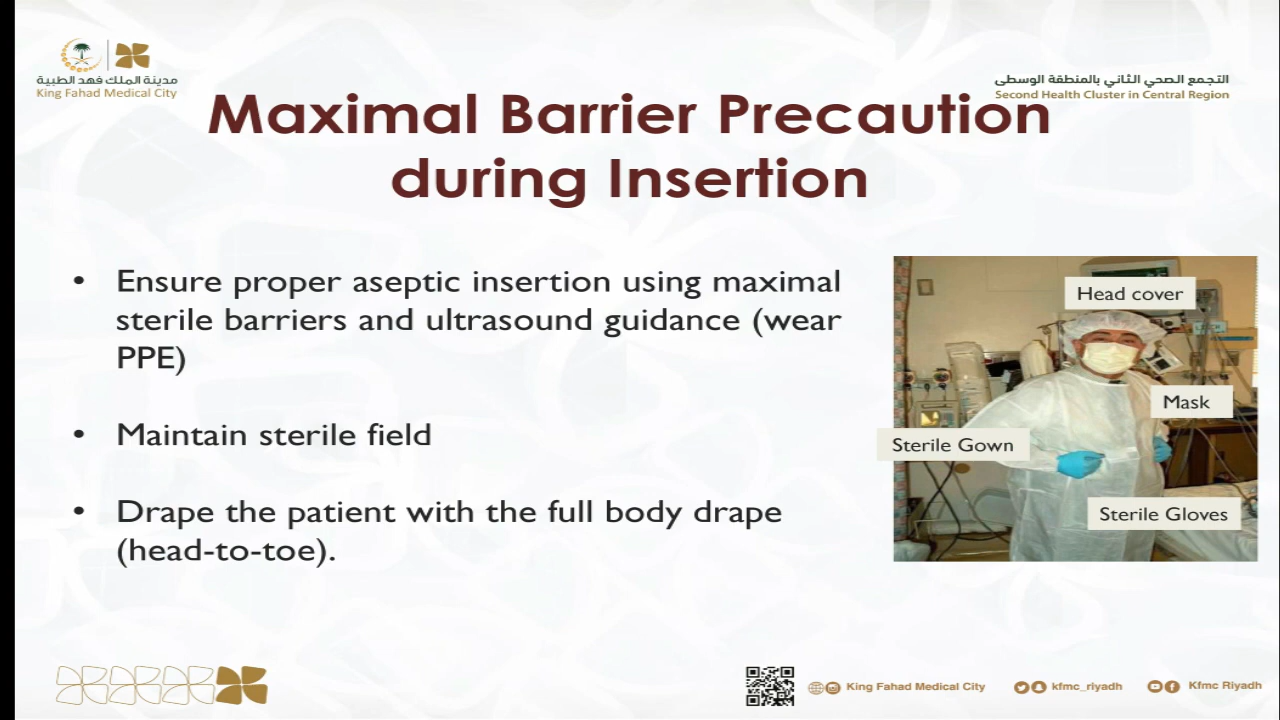 مدينة الملك فهد الطبية
King Fahad Medical City
التجمع الصحي الثاني بالمنطقة الوسطى
Second Health Cluster in Central Region
Maximal Barrier Precaution
during Insertion
• Ensure proper aseptic insertion using maximal
sterile barriers and ultrasound guidance (wear
PPE)
• Maintain sterile field
• Drape the patient with the full body drape
(head-to-toe).
Head cover
Mask
Sterile Gown
Sterile Gloves
King Fahad Medical City
kfmc_riyadh
Kfmc Riyadh